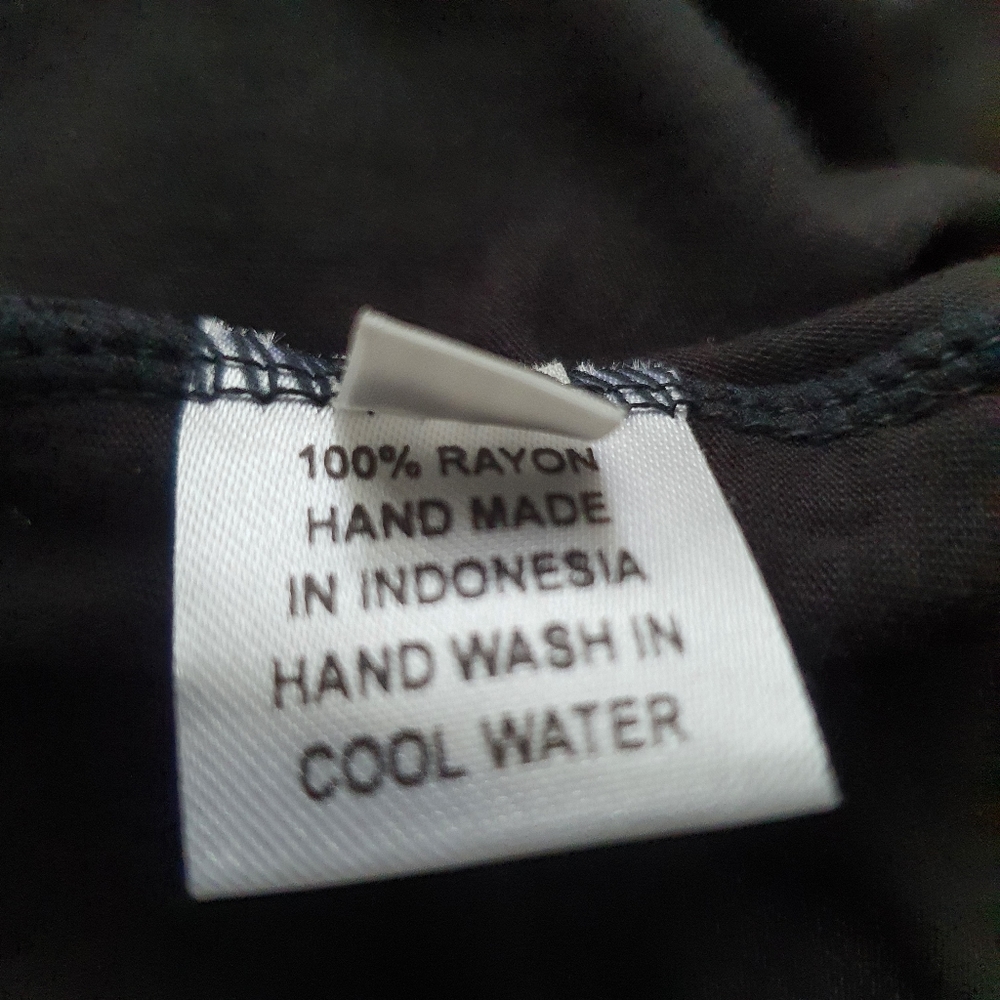 100% RAYON
HAND MADE
IN INDONESIA
HAND WASH IN
COOL WATER